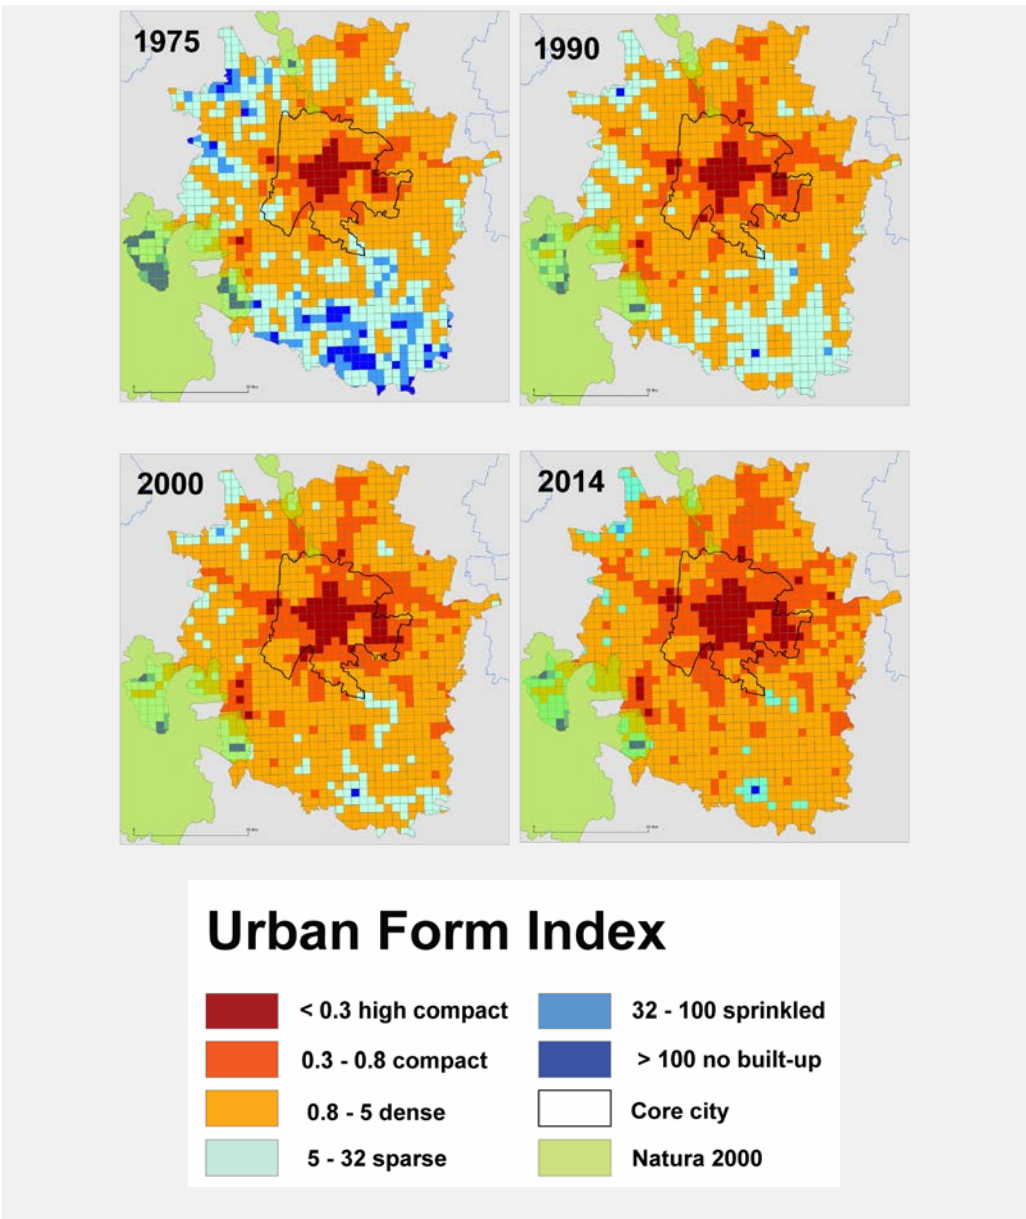 1975
1990
2000
2014
Urban Form Index
< 0.3 high compact
0.3 - 0.8 compact
0.8 - 5 dense
5 - 32 sparse
32 - 100 sprinkled
> 100 no built-up
Core city
Natura 2000